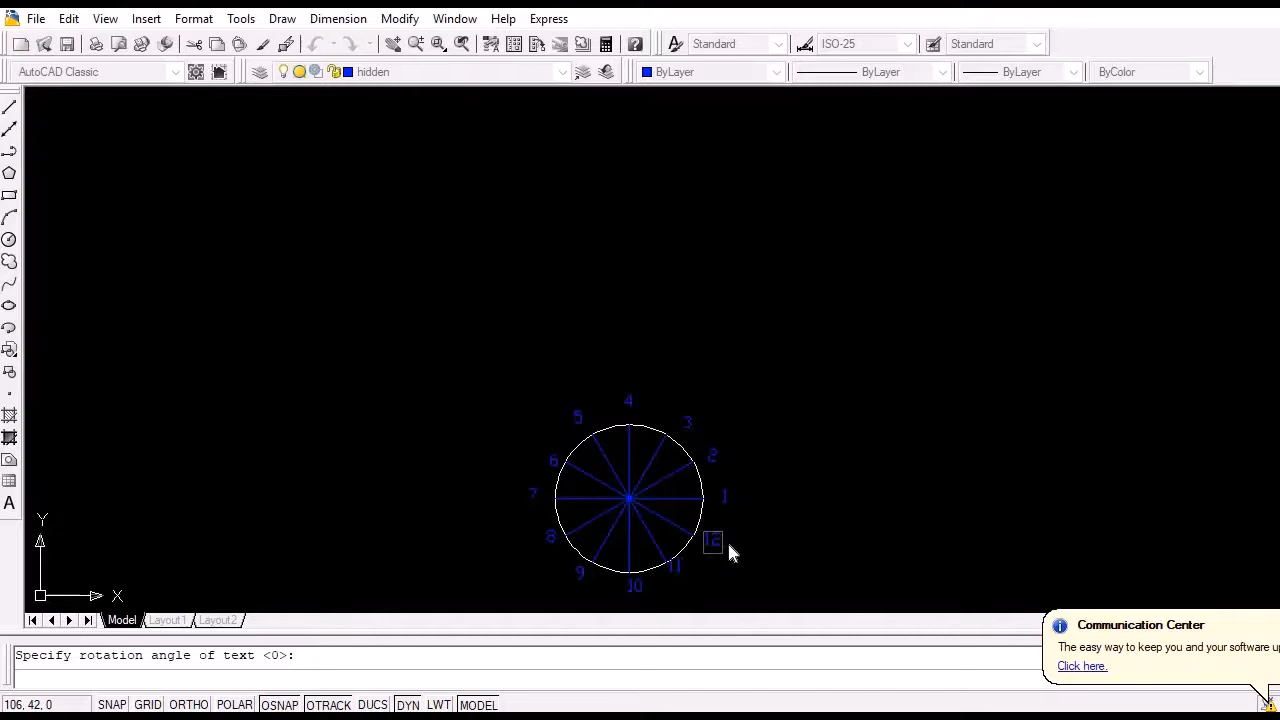 File Edit View Insert Format Tools Draw Dimension Modify Window Help Express
Standard ISO-25 Standard
AutoCAD Classic hidden ByLayer ByLayer ByLayer ByColor
4
5 3
6 2
7 1
8 12
9 11
10
Y
X
Model Layout1 Layout2
Communication Center
The easy way to keep you and your software
Click here.
Specify rotation angle of text <0>:
106, 42, 0 SNAP GRID ORTHO POLAR OSNAP OTRACK DUCS DYN LWT MODEL